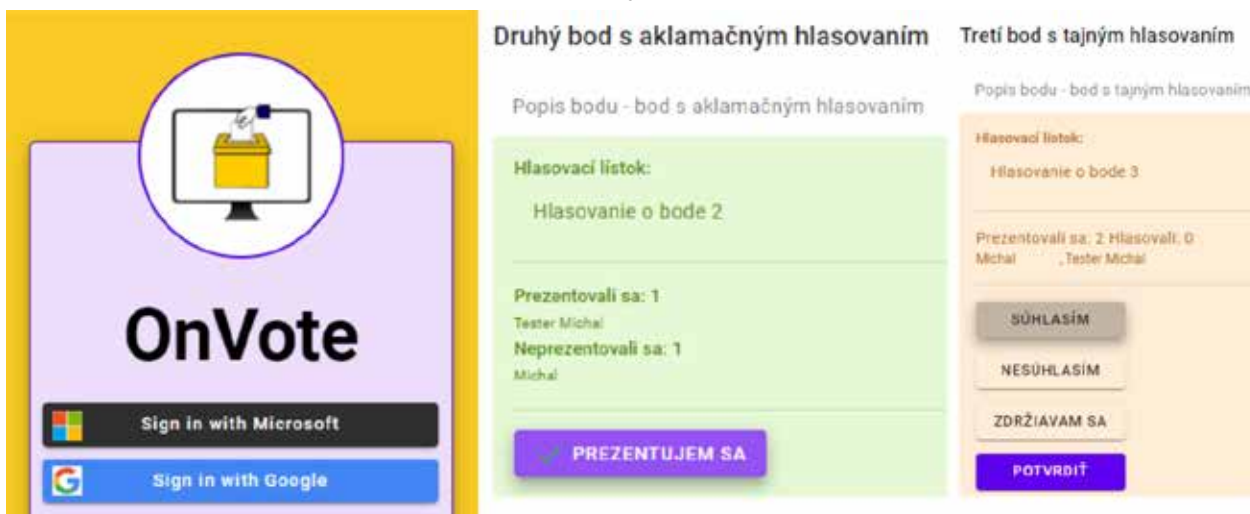 OnVote
Sign in with Microsoft
Sign in with Google
Druhý bod s aklamačným hlasovaním
Popis bodu - bod s aklamačným hlasovaním
Hlasovací lístok:
Hlasovanie o bode 2
Prezentovali sa: 1
Tester Michal
Neprezentovali sa: 1
Michal
PREZENTUJEM SA
Tretí bod s tajným hlasovaním
Popis bodu - bod s tajným hlasovaním
Hlasovací lístok:
Hlasovanie o bode 3
Prezentovali sa: 2 Hlasovali: 0
Michal , Tester Michal
SÚHLASÍM
NESÚHLASÍM
ZDRŽIAVAM SA
POTVRDIŤ